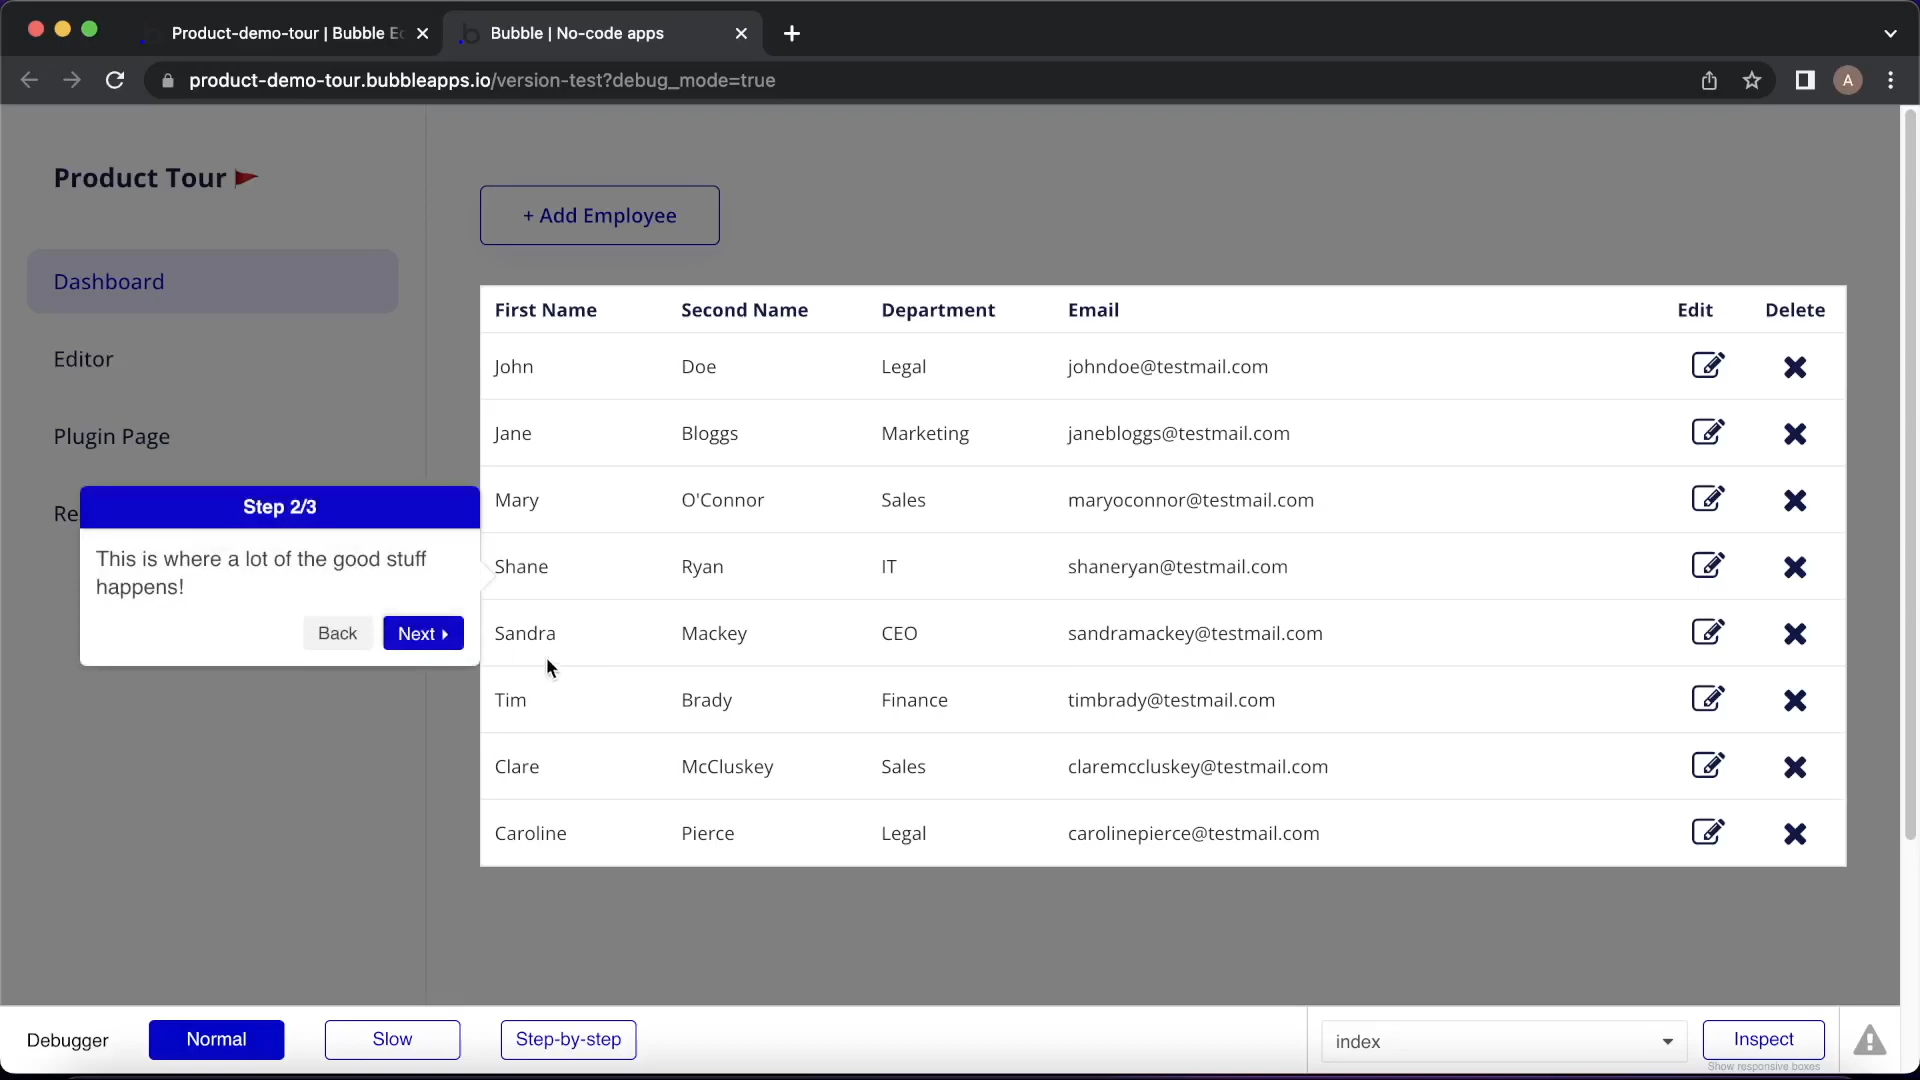 Product-demo-tour | Bubble Ec
Bubble | No-code apps
product-demo-tour.bubbleapps.io/version-test?debug_mode=true
A
Product Tour
+ Add Employee
Dashboard
Editor
Plugin Page
Re
Step 2/3
This is where a lot of the good stuff
happens!
Back
Next
First Name Second Name Department Email Edit Delete
John Doe Legal johndoe@testmail.com
Jane Bloggs Marketing janebloggs@testmail.com
Mary O'Connor Sales maryoconnor@testmail.com
Shane Ryan IT shaneryan@testmail.com
Sandra Mackey CEO sandramackey@testmail.com
Tim Brady Finance timbrady@testmail.com
Clare McCluskey Sales claremccluskey@testmail.com
Caroline Pierce Legal carolinepierce@testmail.com
Debugger Normal Slow Step-by-step index Inspect
Show responsive boxes